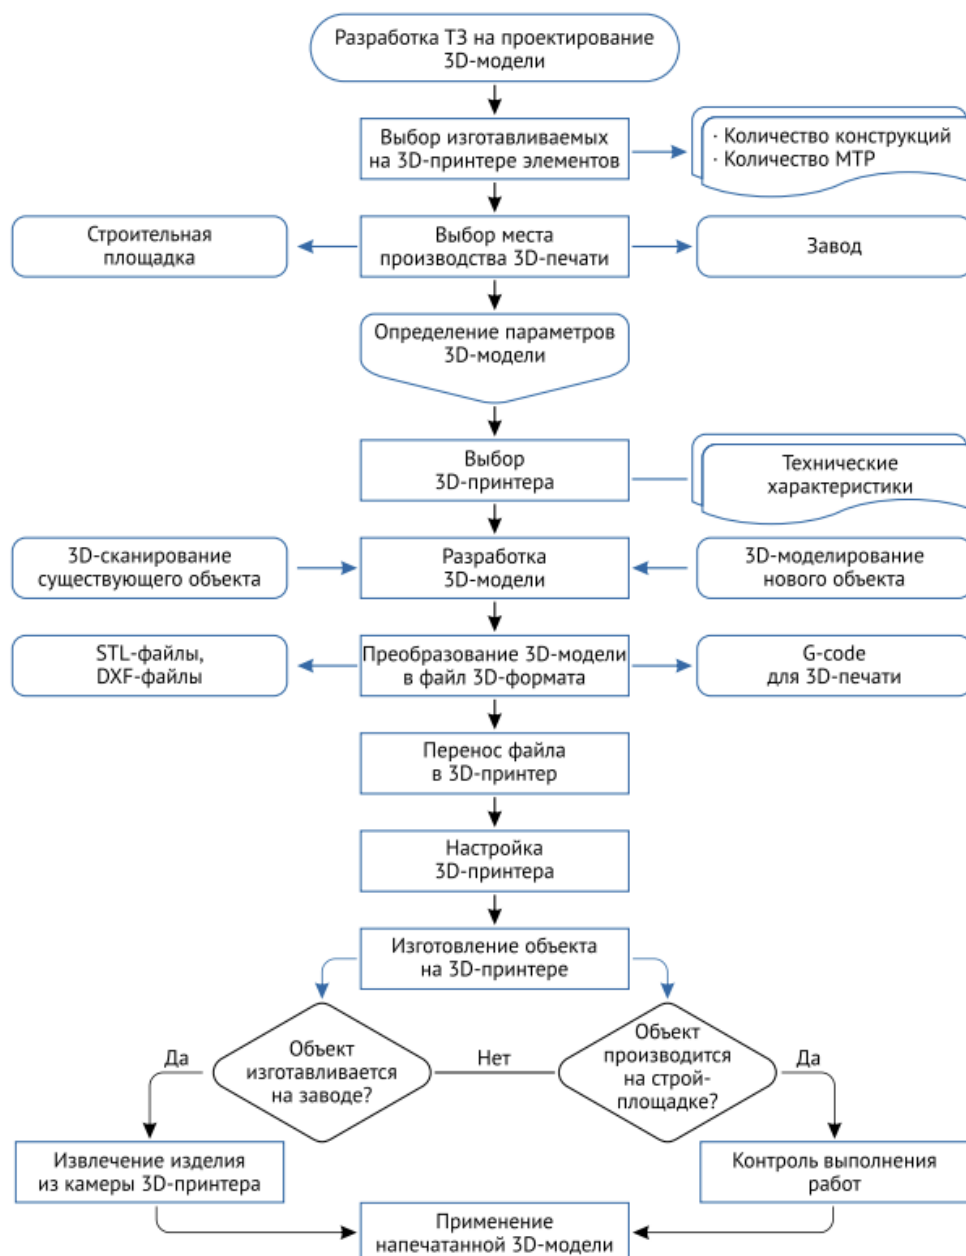 Разработка ТЗ на проектирование
3D-модели
Выбор изготавливаемых
на 3D-принтере элементов
· Количество конструкций
· Количество МТР
Строительная
площадка
Выбор места
производства 3D-печати
Завод
Определение параметров
3D-модели
Выбор
3D-принтера
Технические
характеристики
3D-сканирование
существующего объекта
Разработка
3D-модели
3D-моделирование
нового объекта
STL-файлы,
DXF-файлы
Преобразование 3D-модели
в файл 3D-формата
G-code
для 3D-печати
Перенос файла
в 3D-принтер
Настройка
3D-принтера
Изготовление объекта
на 3D-принтере
Да
Объект
изготавливается
на заводе?
Нет
Объект
производится
на строй-
площадке?
Да
Извлечение изделия
из камеры 3D-принтера
Контроль выполнения
работ
Применение
напечатанной 3D-модели